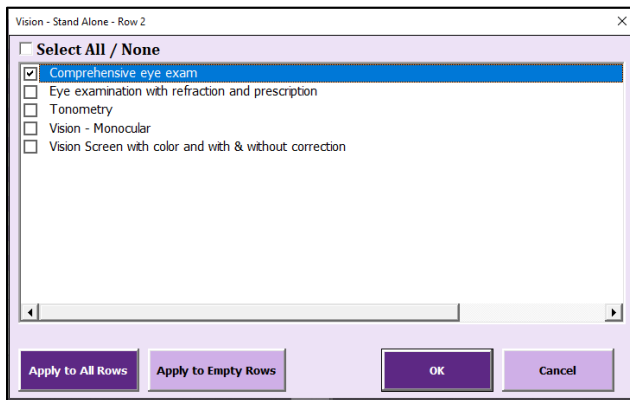 Vision - Stand Alone - Row 2
Select All / None
Comprehensive eye exam
Eye examination with refraction and prescription
Tonometry
Vision - Monocular
Vision Screen with color and with & without correction
Apply to All Rows
Apply to Empty Rows
OK
Cancel